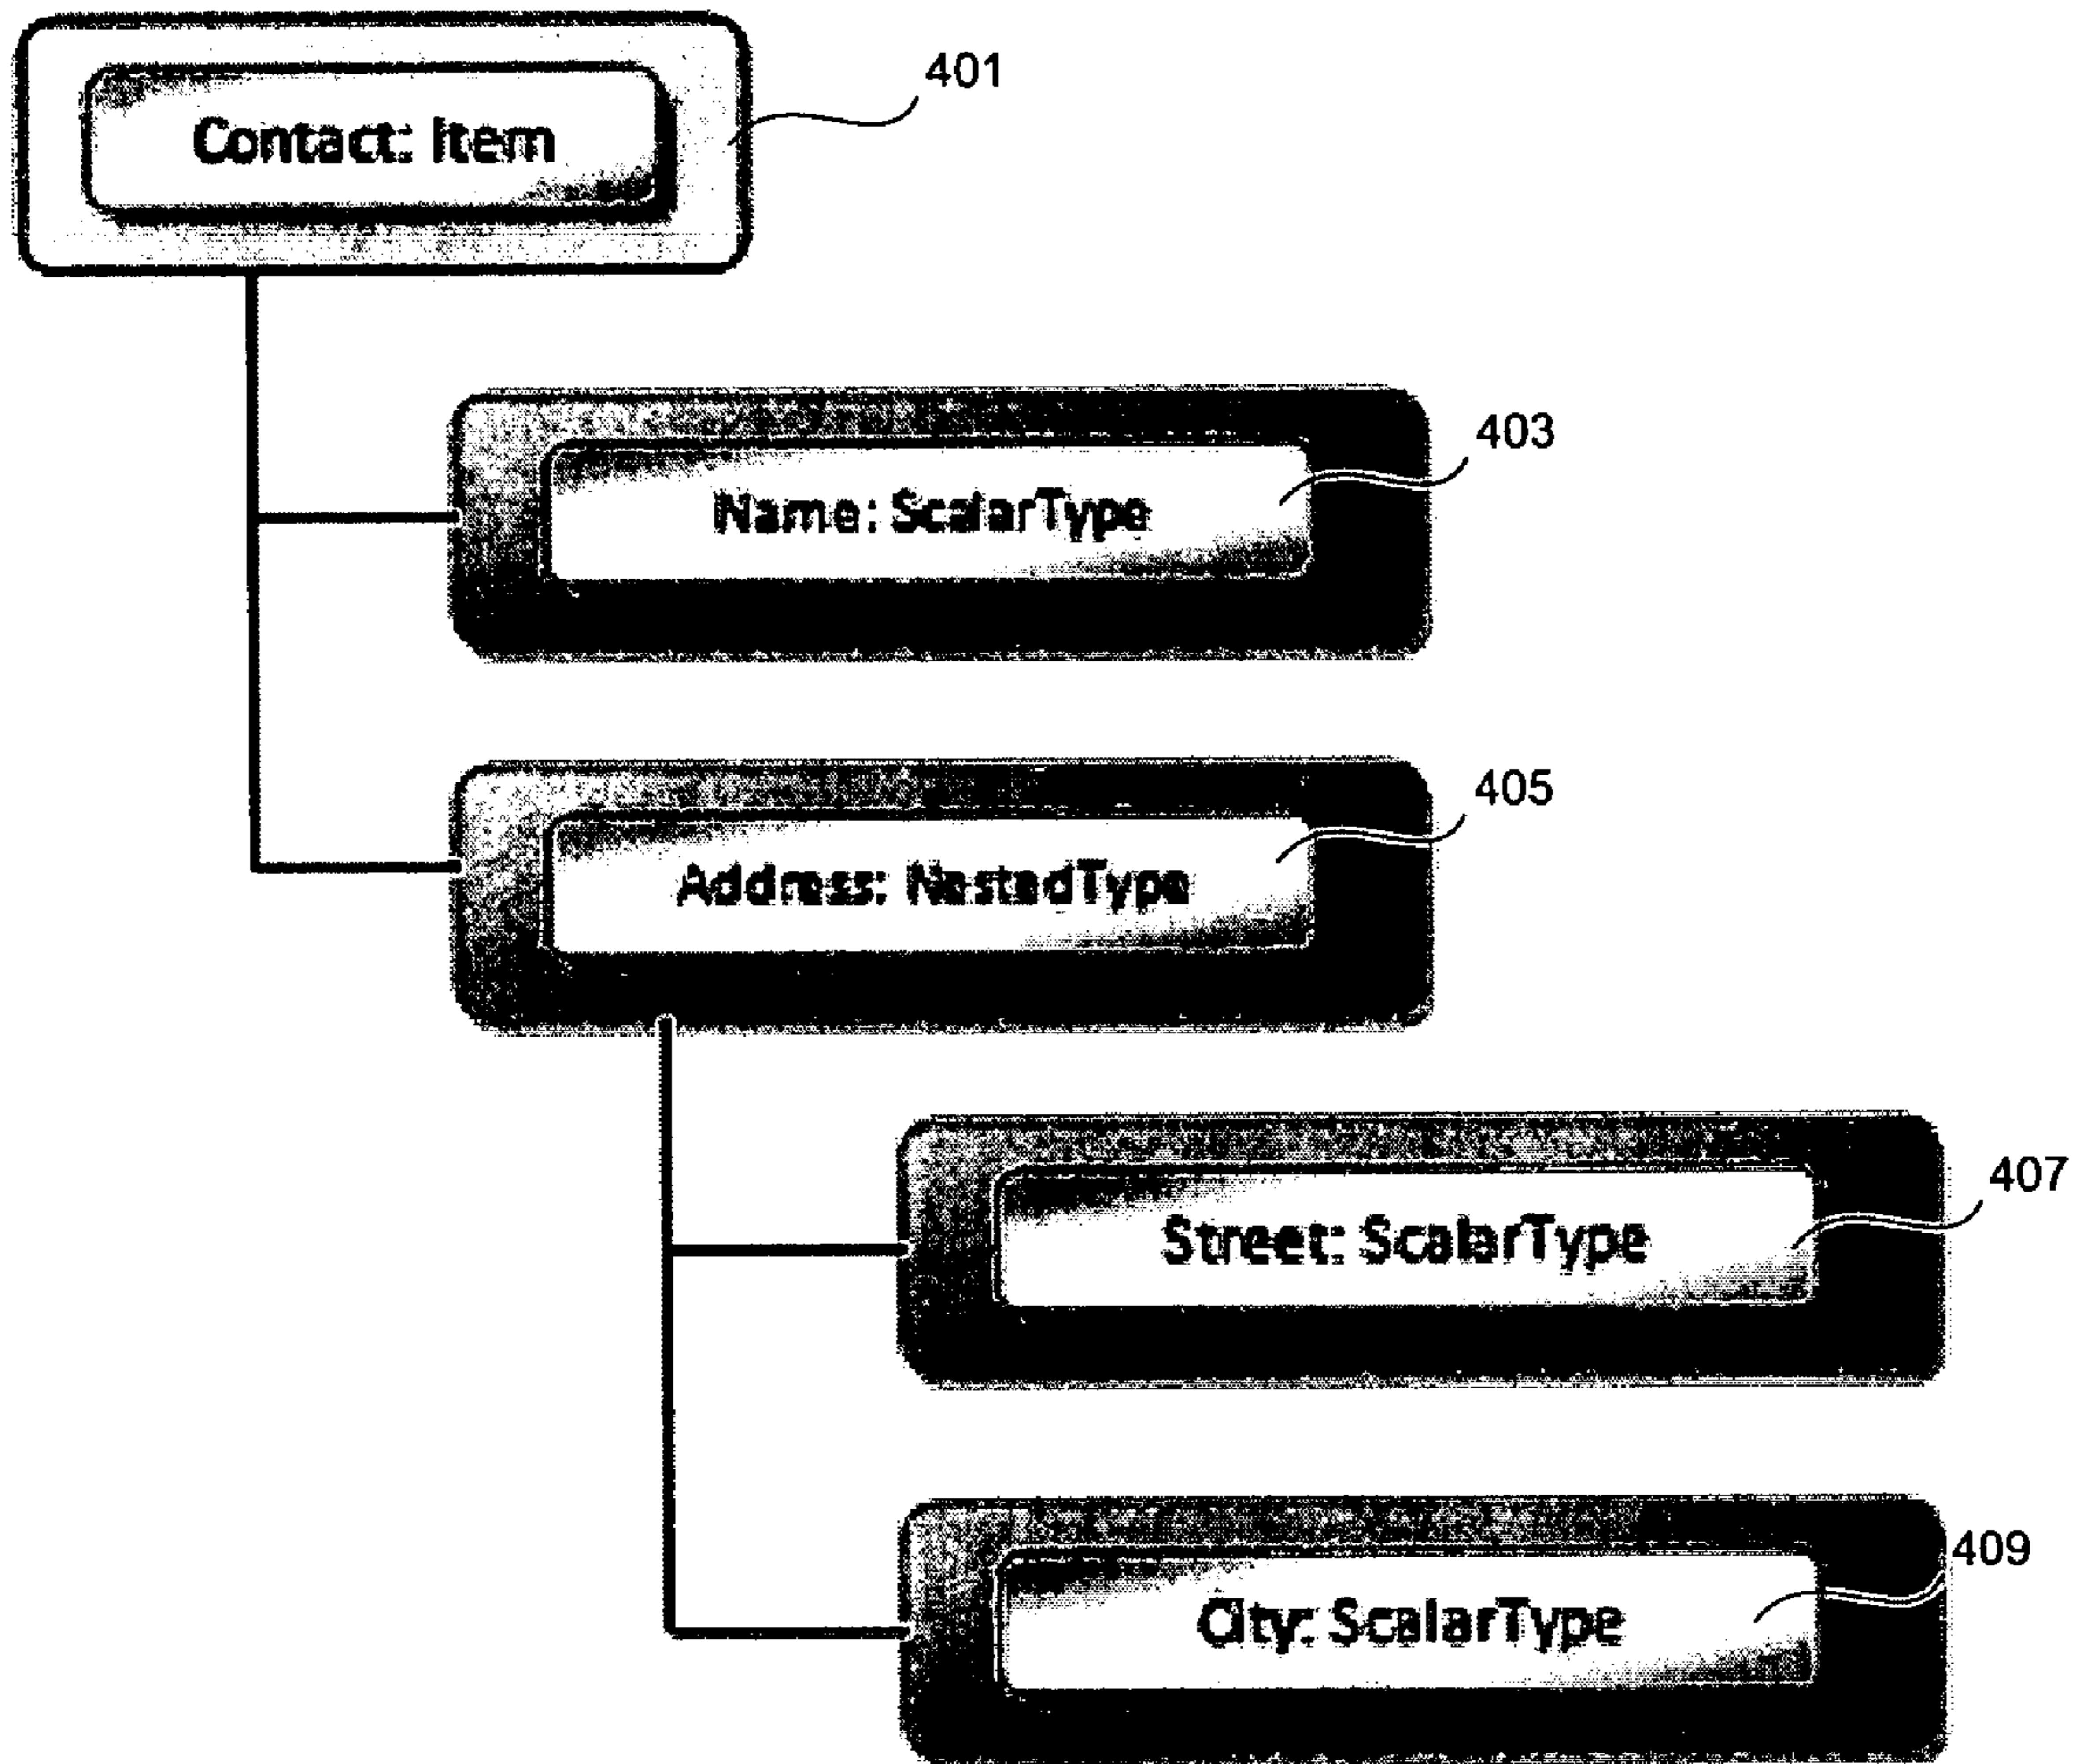 Contact: Item
401
Name: ScalarType
403
Address: NestedType
405
Street: ScalarType
407
City: ScalarType
409